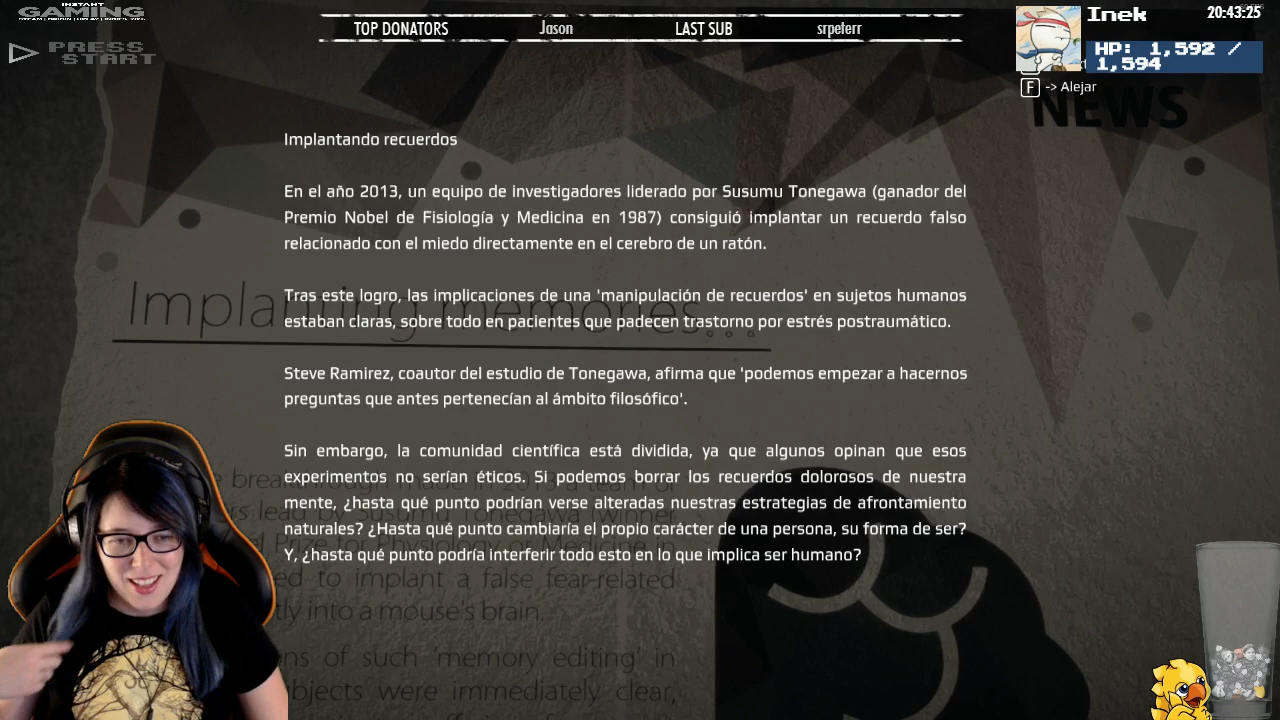 INSTANT
GAMING
PRESS
START
TOP DONATORS
Jason
LAST SUB
srpeferr
Inek
20:43:25
HP: 1,592 /
1,594
F -> Alejar
NEWS
Implantando recuerdos
En el año 2013, un equipo de investigadores liderado por Susumu Tonegawa (ganador del
Premio Nobel de Fisiología y Medicina en 1987) consiguió implantar un recuerdo falso
relacionado con el miedo directamente en el cerebro de un ratón.
Tras este logro, las implicaciones de una 'manipulación de recuerdos' en sujetos humanos
estaban claras, sobre todo en pacientes que padecen trastorno por estrés postraumático.
Steve Ramirez, coautor del estudio de Tonegawa, afirma que 'podemos empezar a hacernos
preguntas que antes pertenecían al ámbito filosófico'.
Sin embargo, la comunidad científica está dividida, ya que algunos opinan que esos
experimentos no serían éticos. Si podemos borrar los recuerdos dolorosos de nuestra
mente, ¿hasta qué punto podrían verse alteradas nuestras estrategias de afrontamiento
naturales? ¿Hasta qué punto cambiaría el propio carácter de una persona, su forma de ser?
Y, ¿hasta qué punto podría interferir todo esto en lo que implica ser humano?
Implanting memories...
Prize for Physiology or Medicine in
ed to implant a false fear-related
into a mouse's brain.
of such 'memory editing' in
were immediately clear,